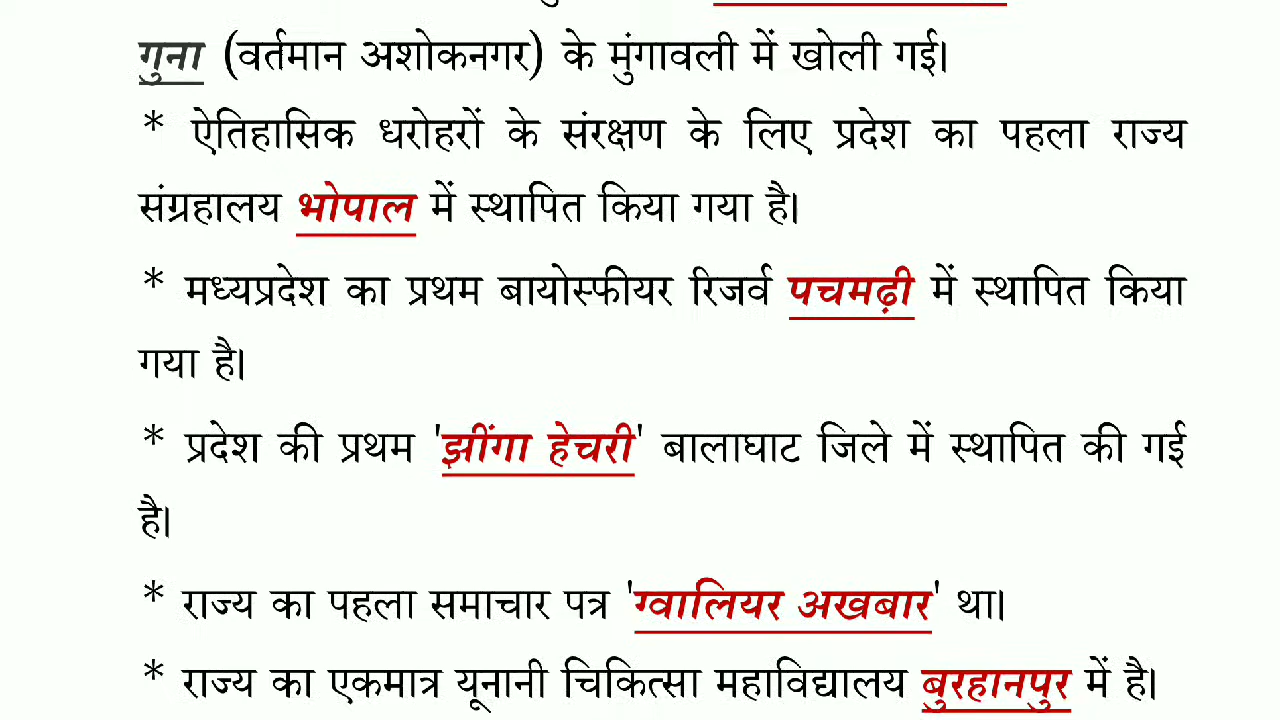 गुना (वर्तमान अशोकनगर) के मुंगावली में खोली गई।
* ऐतिहासिक धरोहरों के संरक्षण के लिए प्रदेश का पहला राज्य
संग्रहालय भोपाल में स्थापित किया गया है।
* मध्यप्रदेश का प्रथम बायोस्फीयर रिजर्व पचमढ़ी में स्थापित किया
गया है।
* प्रदेश की प्रथम 'झींगा हेचरी' बालाघाट जिले में स्थापित की गई
है।
* राज्य का पहला समाचार पत्र 'ग्वालियर अखबार' था।
* राज्य का एकमात्र यूनानी चिकित्सा महाविद्यालय बुरहानपुर में है।